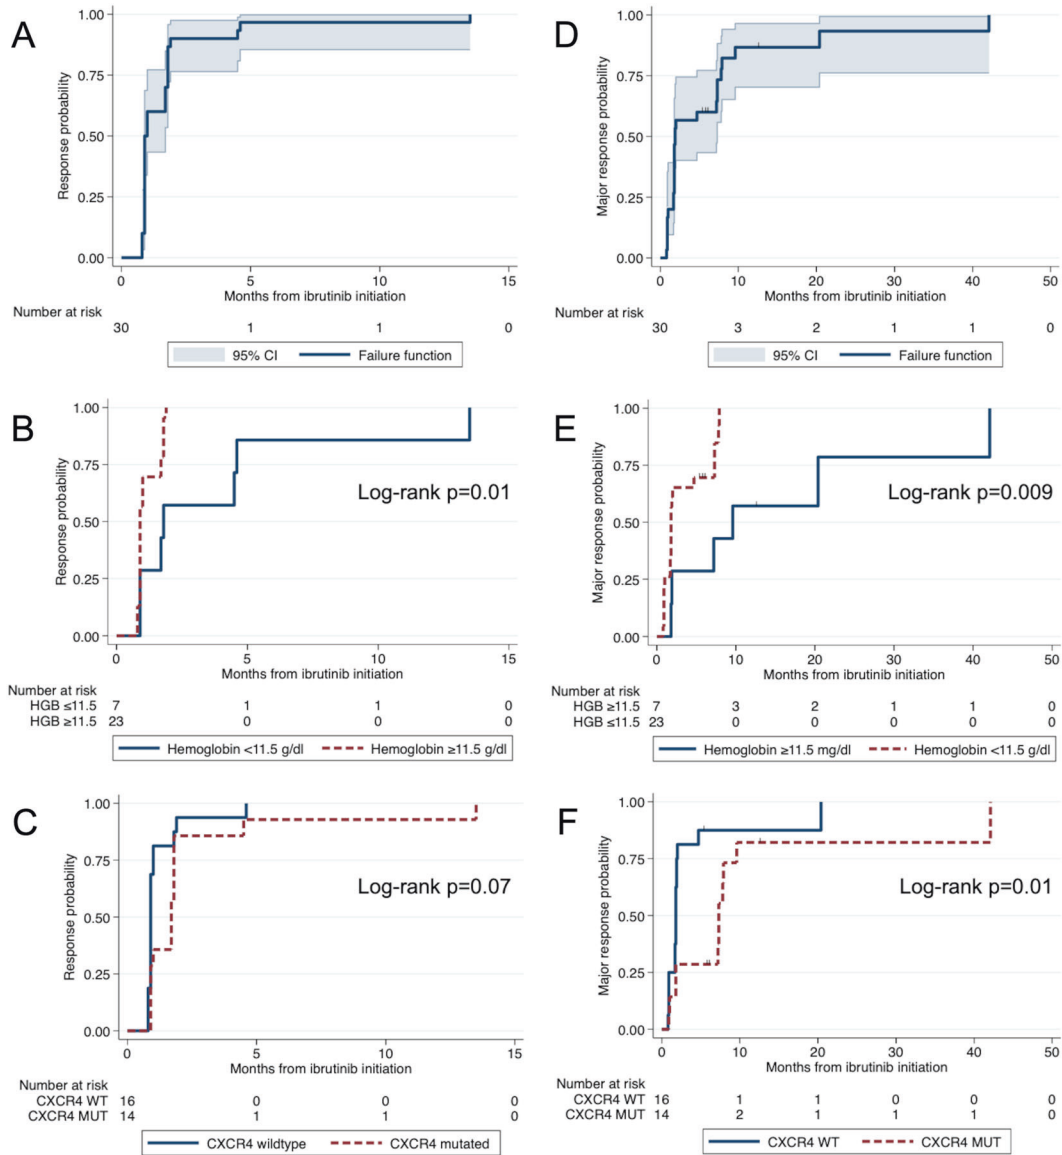 A
Response probability
1.00
0.75
0.50
0.25
0.00
0 5 10 15
Months from ibrutinib initiation
Number at risk
30 1 1 0
95% CI Failure function
D
Major response probability
1.00
0.75
0.50
0.25
0.00
0 10 20 30 40 50
Months from ibrutinib initiation
Number at risk
30 3 2 1 1 0
95% CI Failure function
B
Response probability
1.00
0.75
0.50
0.25
0.00
Log-rank p=0.01
0 5 10 15
Months from ibrutinib initiation
Number at risk
HGB ≤11.5 7 1 1 0
HGB ≥11.5 23 0 0 0
Hemoglobin <11.5 g/dl Hemoglobin ≥11.5 g/dl
E
Major response probability
1.00
0.75
0.50
0.25
0.00
Log-rank p=0.009
0 10 20 30 40 50
Months from ibrutinib initiation
Number at risk
HGB ≥11.5 7 3 2 1 1 0
HGB ≤11.5 23 0 0 0 0 0
Hemoglobin ≥11.5 mg/dl Hemoglobin <11.5 g/dl
C
Response probability
1.00
0.75
0.50
0.25
0.00
Log-rank p=0.07
0 5 10 15
Months from ibrutinib initiation
Number at risk
CXCR4 WT 16 0 0 0
CXCR4 MUT 14 1 1 0
CXCR4 wildtype CXCR4 mutated
F
Major response probability
1.00
0.75
0.50
0.25
0.00
Log-rank p=0.01
0 10 20 30 40 50
Months from ibrutinib initiation
Number at risk
CXCR4 WT 16 1 1 0 0 0
CXCR4 MUT 14 2 1 1 1 0
CXCR4 WT CXCR4 MUT